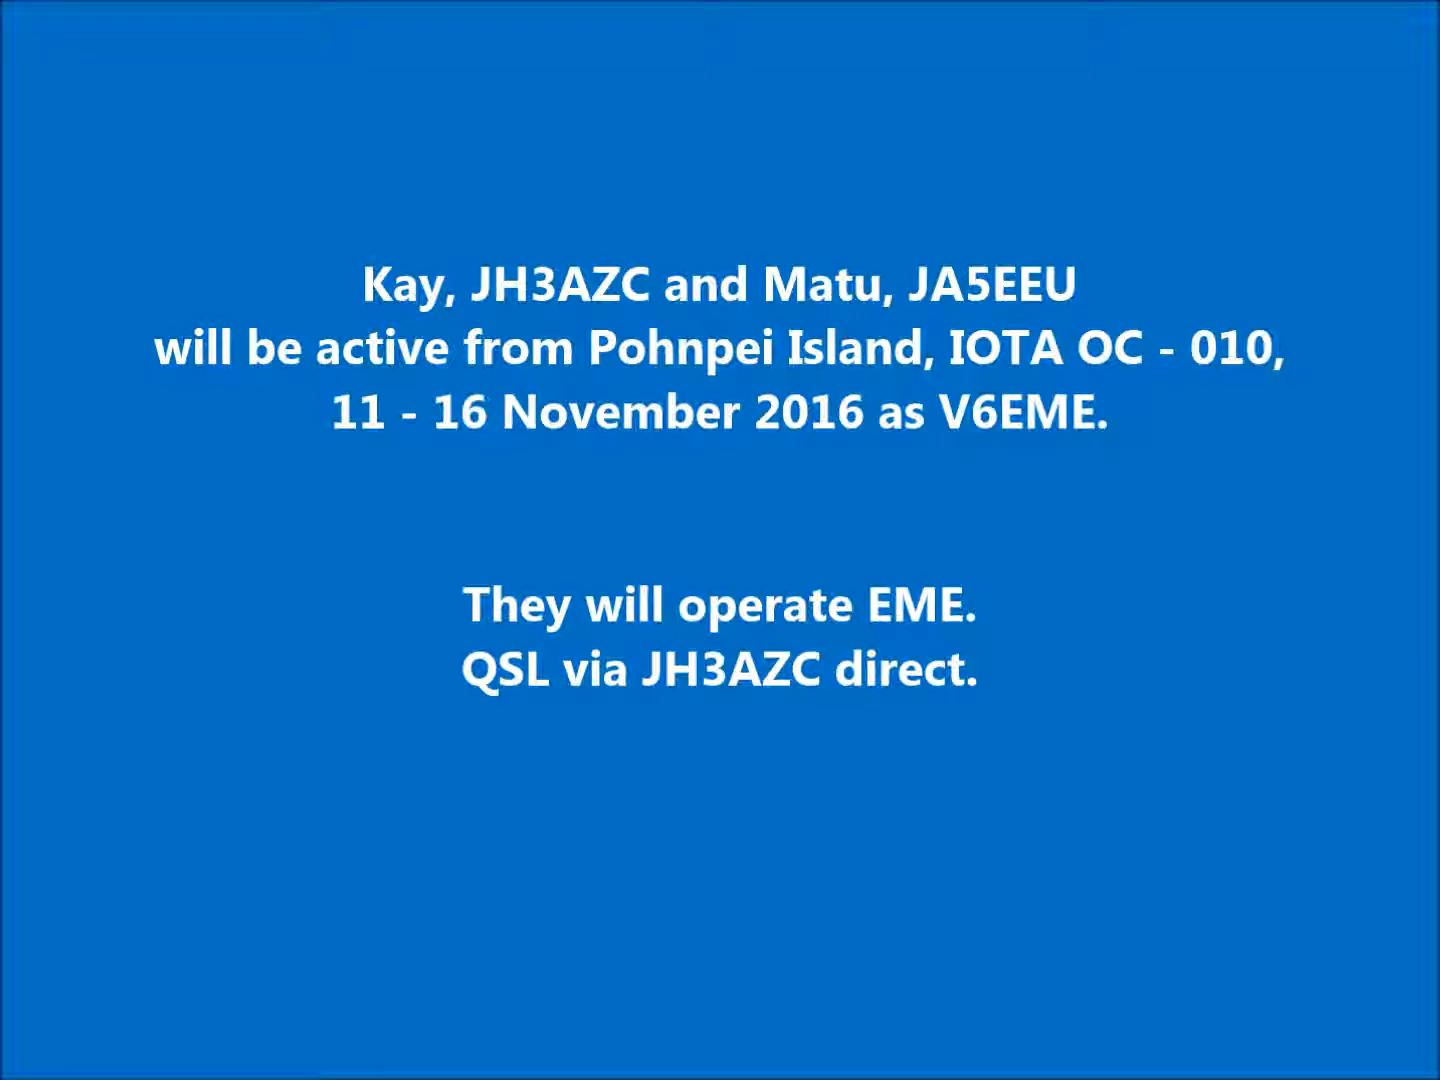 Kay, JH3AZC and Matu, JA5EEU
will be active from Pohnpei Island, IOTA OC - 010,
11 - 16 November 2016 as V6EME.
They will operate EME.
QSL via JH3AZC direct.